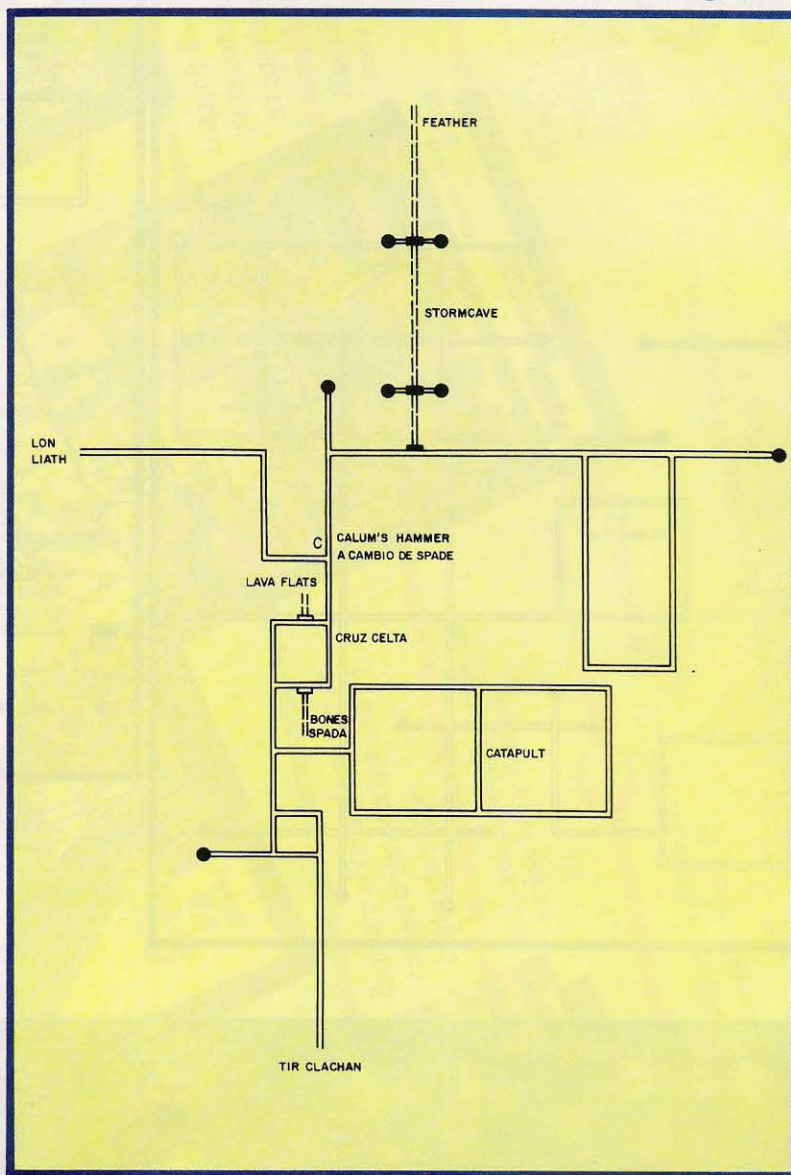 FEATHER
STORMCAVE
LON
LIATH
C
CALUM'S HAMMER
A CAMBIO DE SPADE
LAVA FLATS
CRUZ CELTA
BONES
SPADA
CATAPULT
TIR CLACHAN